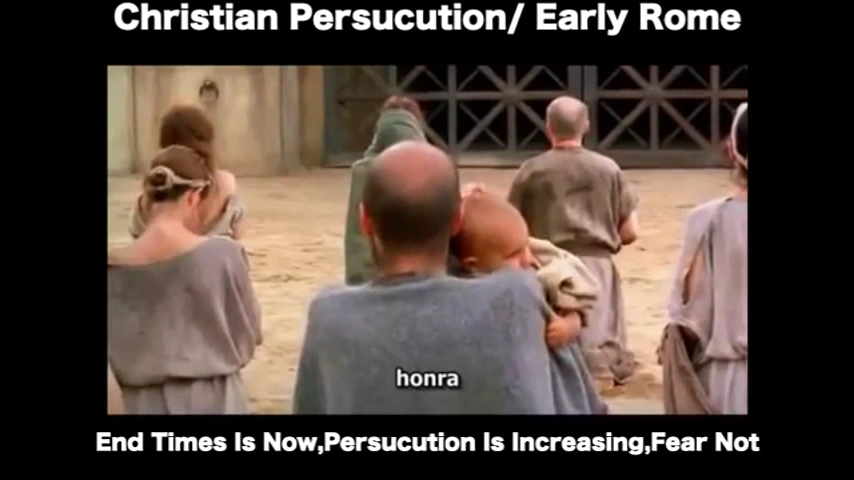 Christian Persucution/ Early Rome
honra
End Times Is Now,Persucution Is Increasing,Fear Not